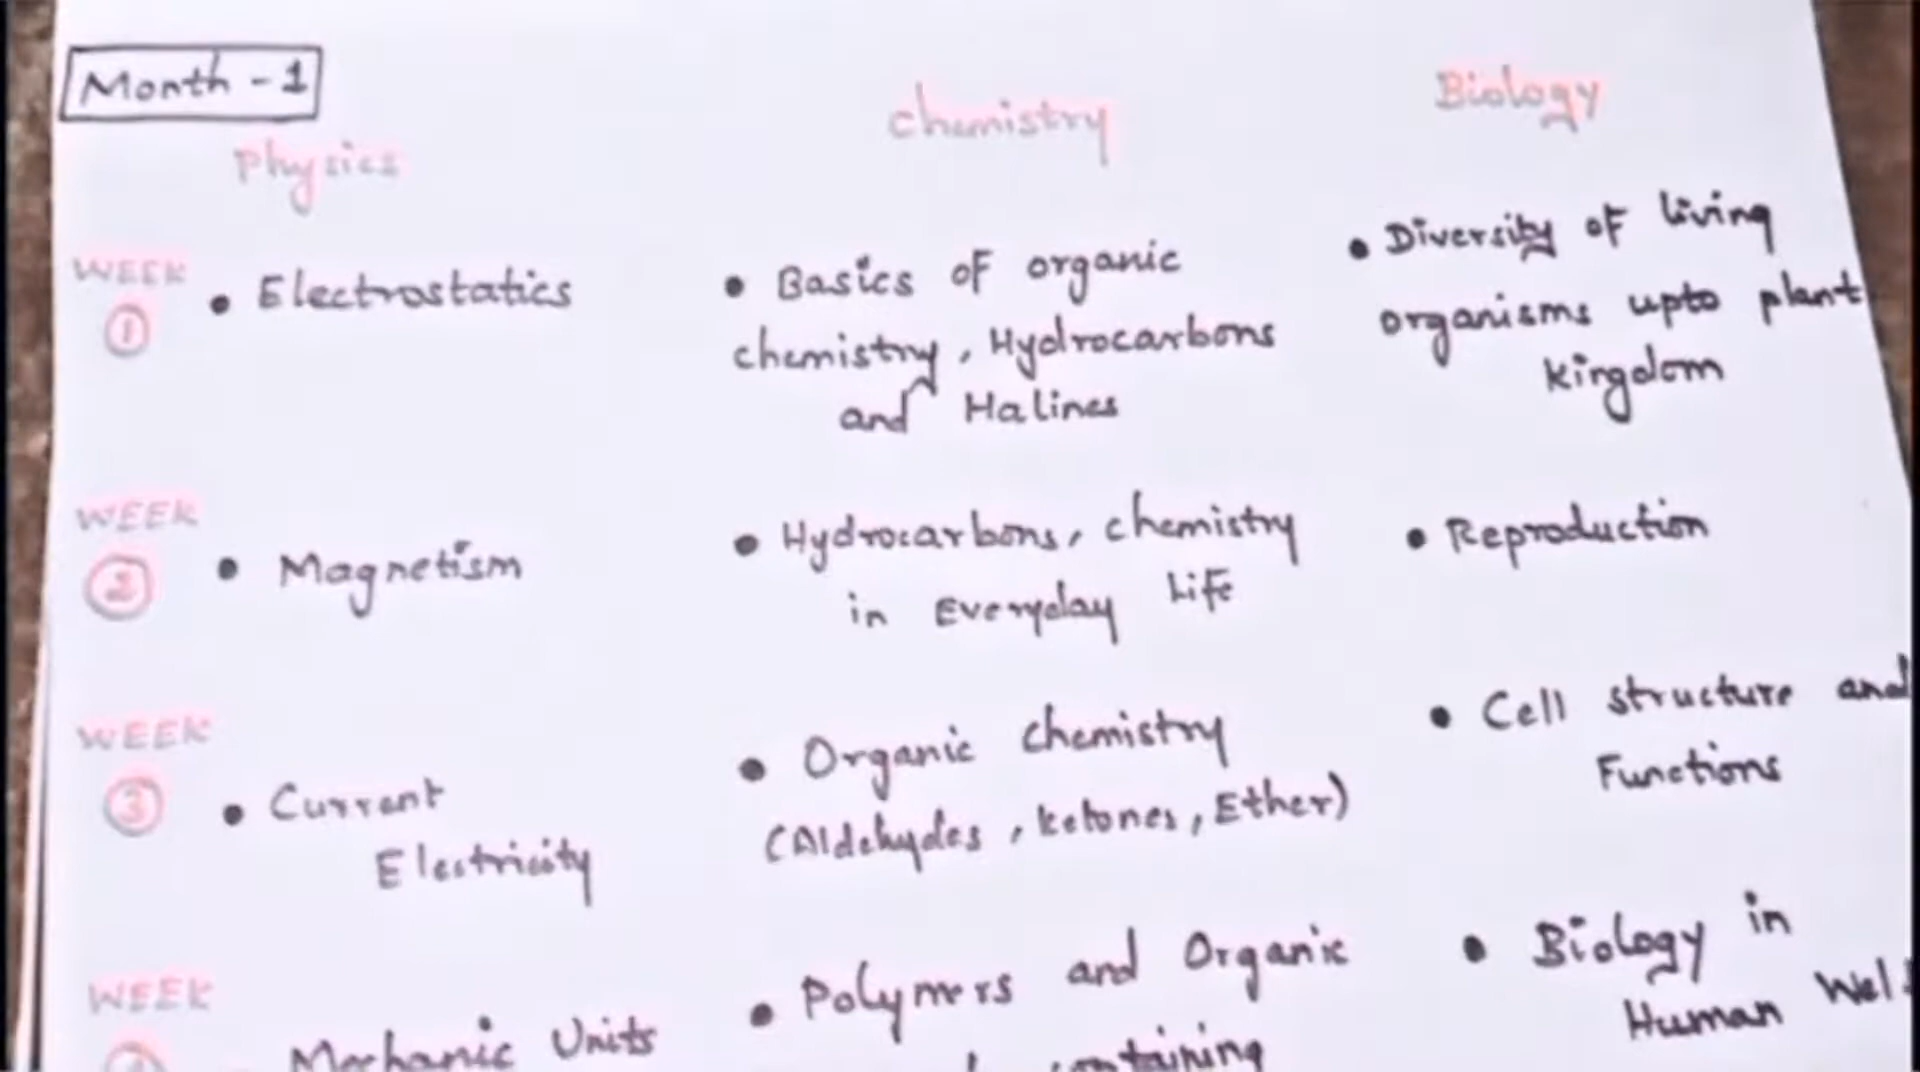 Month - 1
Physics
Chemistry
Biology
WEEK
1
• Electrostatics
• Basics of organic
chemistry, Hydrocarbons
and Halines
• Diversity of living
organisms upto plant
kingdom
WEEK
2
• Magnetism
• Hydrocarbons, chemistry
in Everyday Life
• Reproduction
WEEK
3
• Current
Electricity
• Organic chemistry
(Aldehydes, ketones, Ether)
• Cell structure and
Functions
WEEK
Mechanic Units
• Polymers and Organic
containing
• Biology in
Human